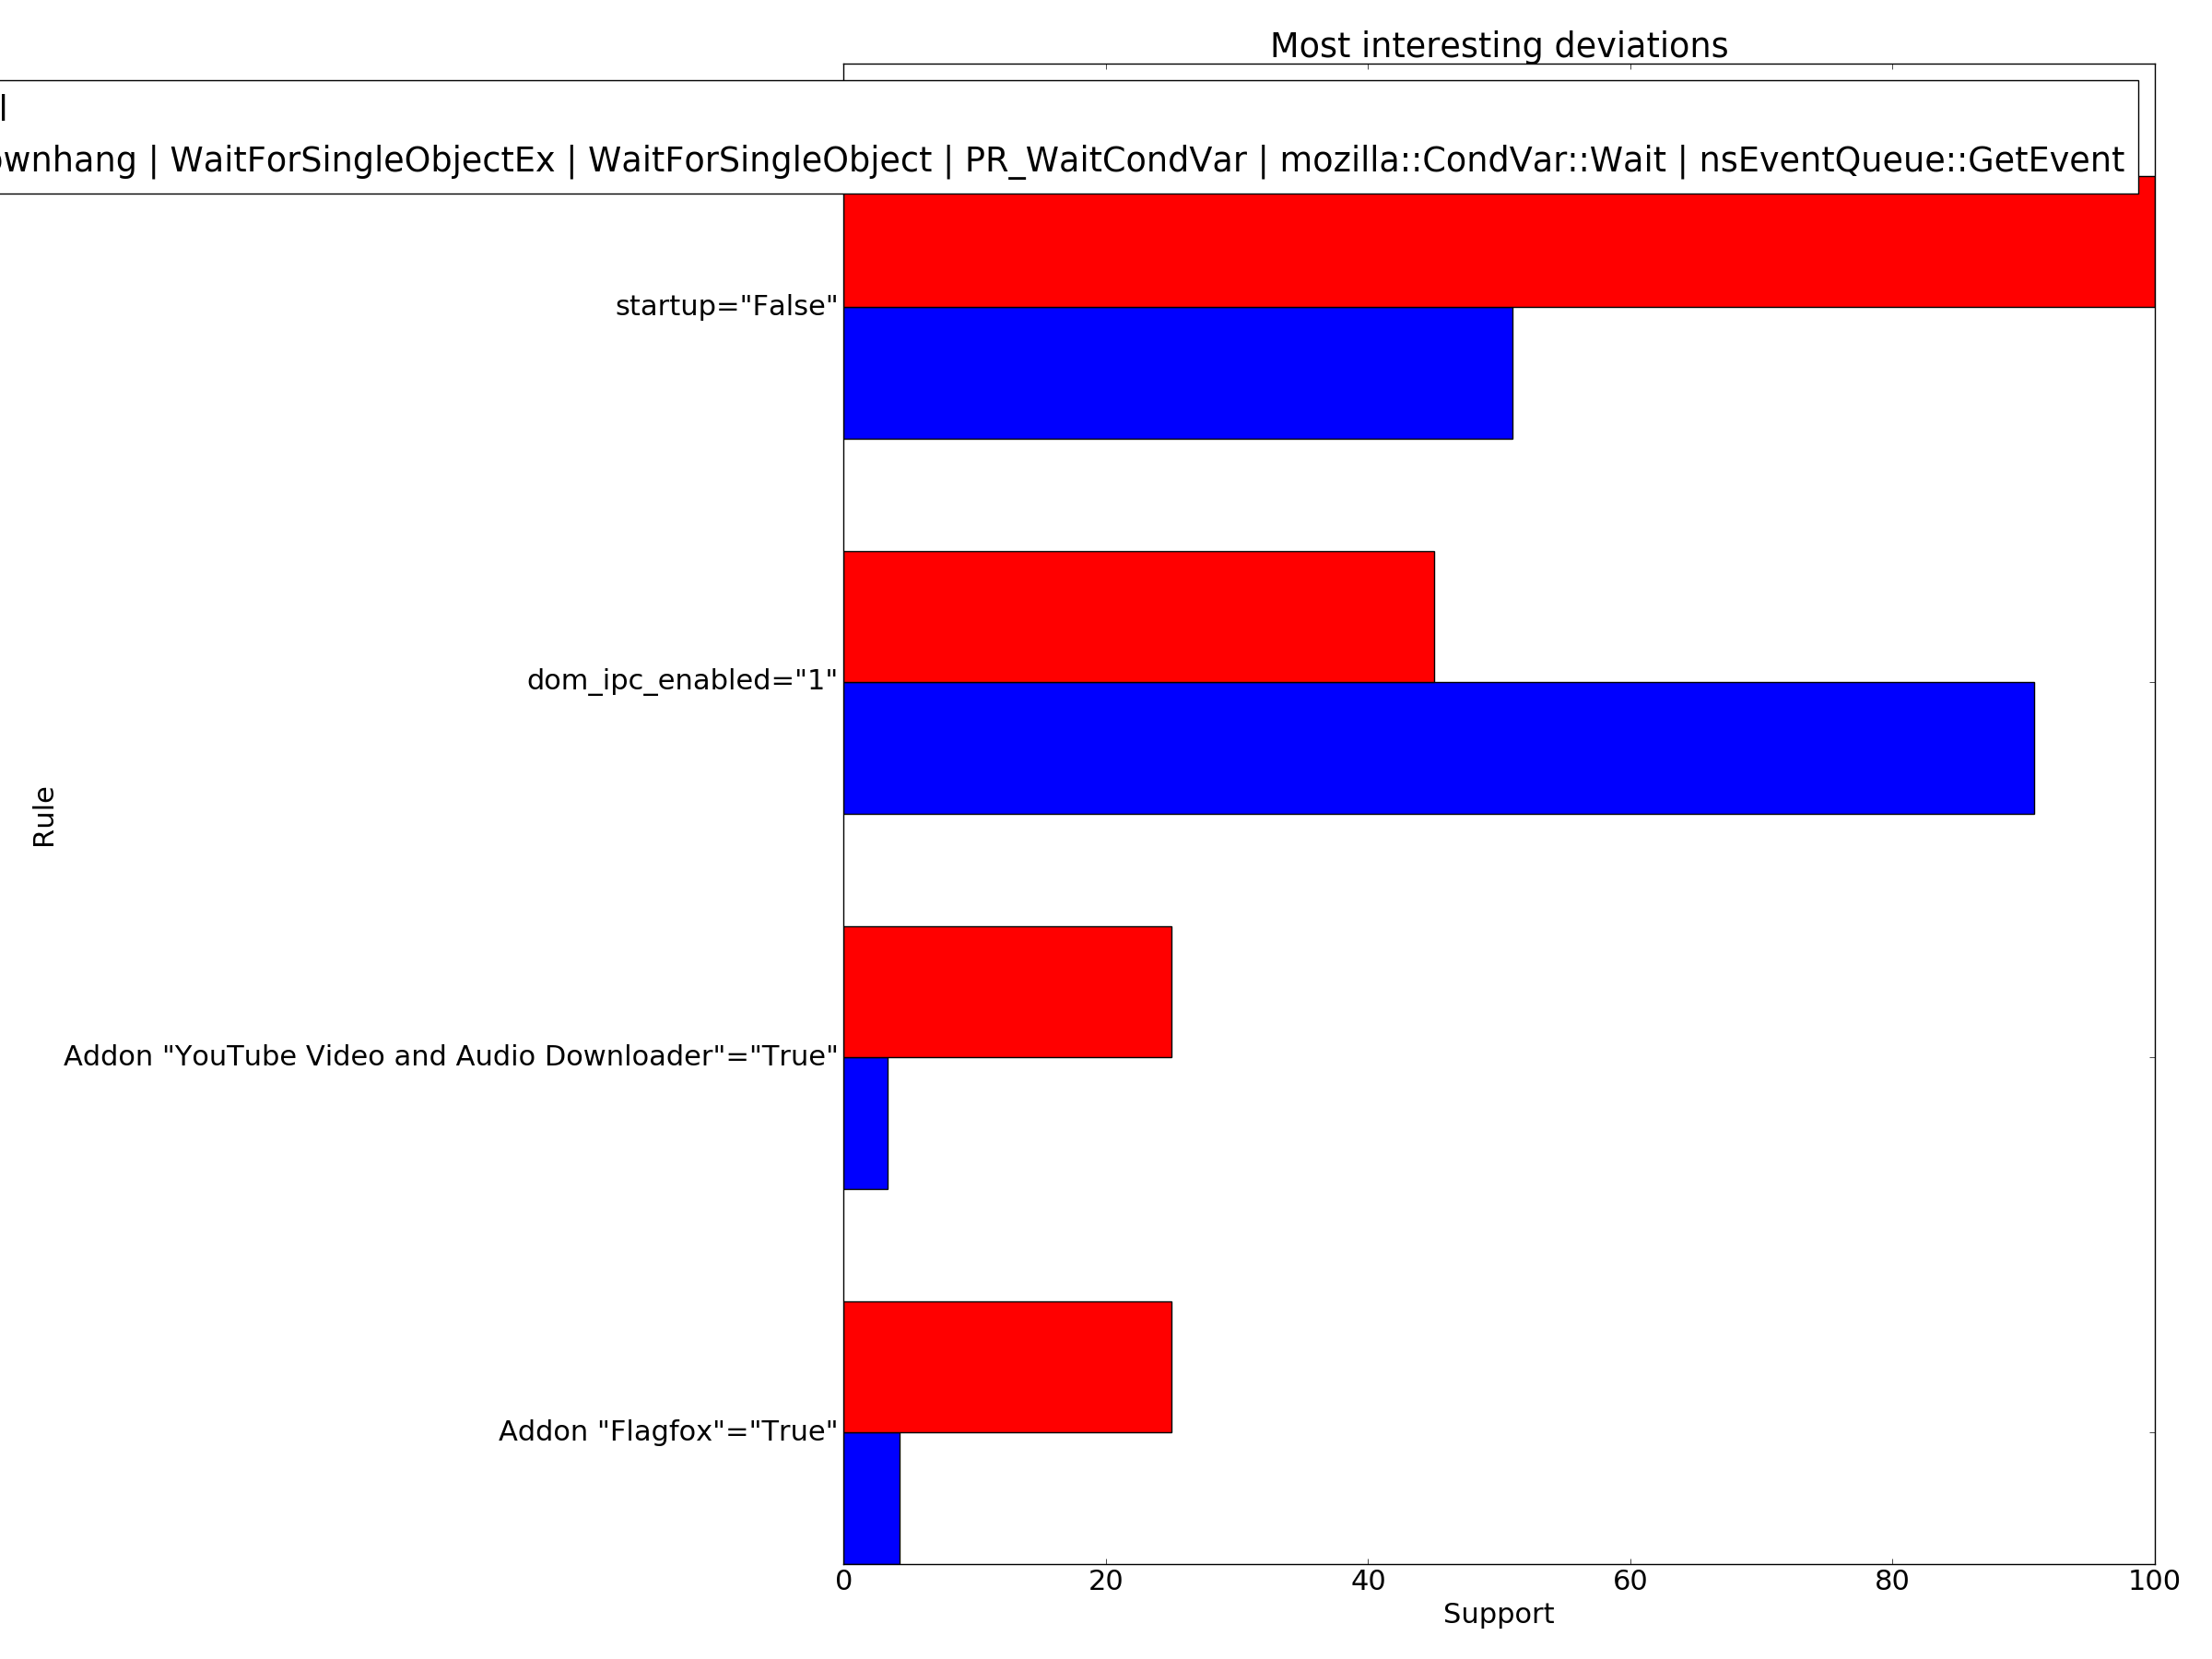 Most interesting deviations
| WaitForSingleObjectEx | WaitForSingleObject | PR_WaitCondVar | mozilla::CondVar::Wait | nsEventQueue::GetEvent
startup="False"
dom_ipc_enabled="1"
Rule
Addon "YouTube Video and Audio Downloader"="True"
Addon "Flagfox"="True"
0 20 40 60 80 100
Support